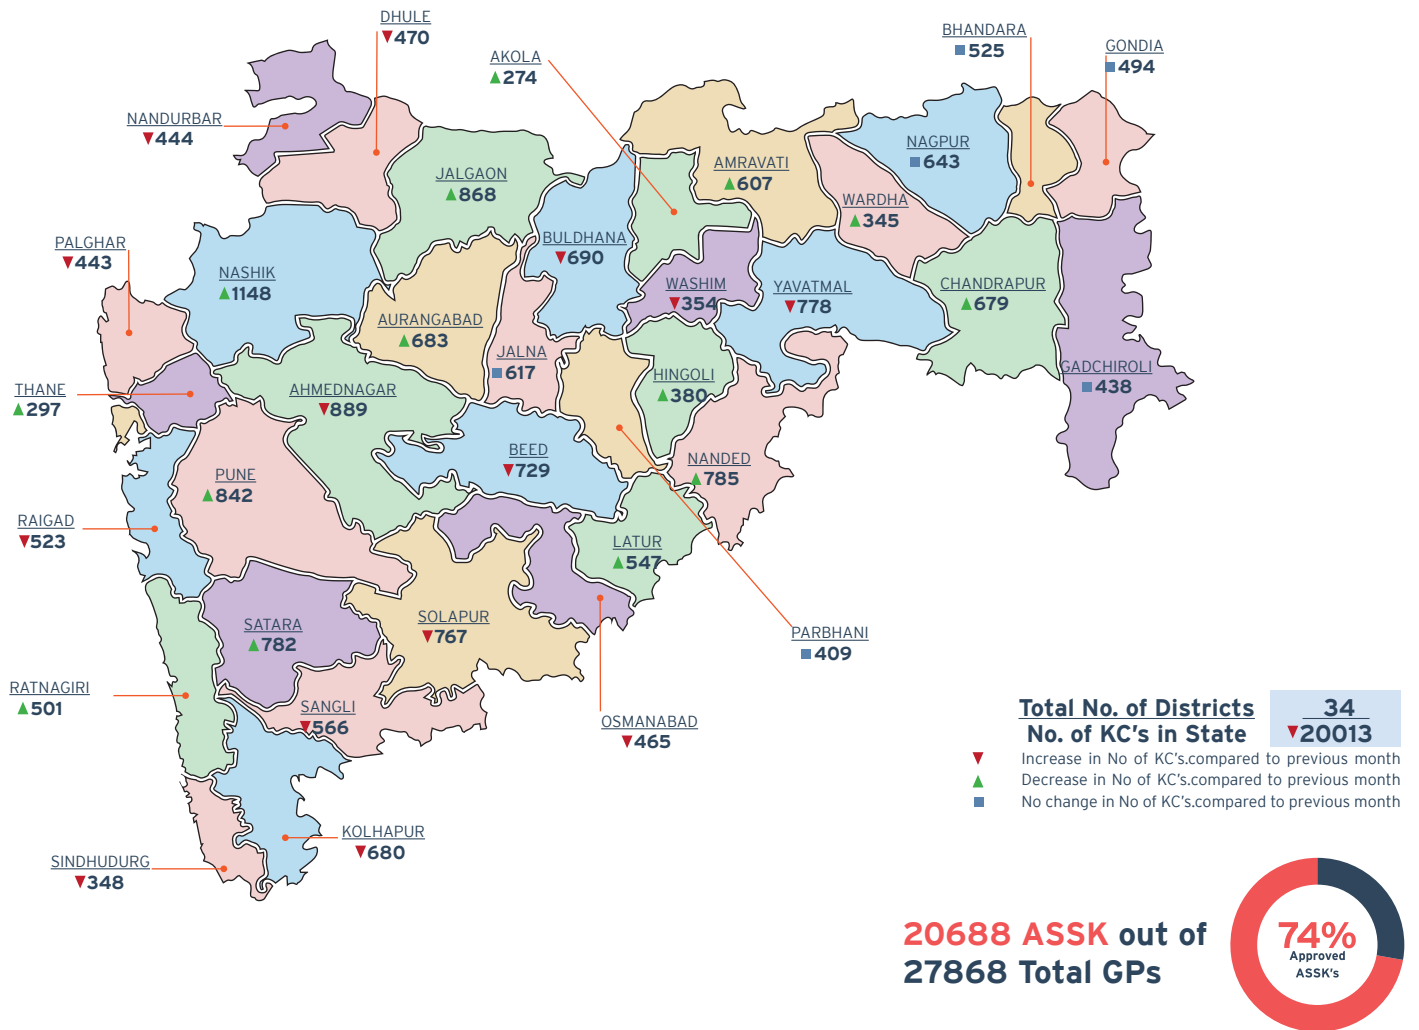 DHULE
470
BHANDARA
525
GONDIA
494
AKOLA
274
NANDURBAR
444
NAGPUR
643
AMRAVATI
607
JALGAON
868
WARDHA
345
PALGHAR
443
BULDHANA
690
NASHIK
1148
WASHIM
354
YAVATMAL
778
CHANDRAPUR
679
AURANGABAD
683
JALNA
617
GADCHIROLI
438
THANE
297
AHMEDNAGAR
889
HINGOLI
380
BEED
729
NANDED
785
PUNE
842
RAIGAD
523
LATUR
547
SATARA
782
SOLAPUR
767
PARBHANI
409
RATNAGIRI
501
SANGLI
566
OSMANABAD
465
KOLHAPUR
680
SINDHUDURG
348
Total No. of Districts 34
No. of KC's in State 20013
Increase in No of KC's.compared to previous month
Decrease in No of KC's.compared to previous month
No change in No of KC's.compared to previous month
20688 ASSK out of
27868 Total GPs
74%
Approved
ASSK's